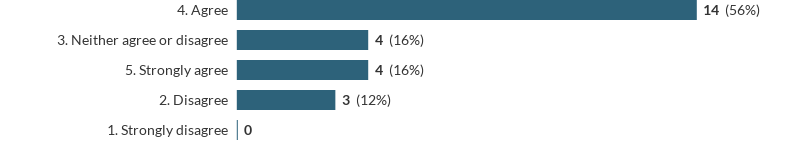 4. Agree 14 (56%)
3. Neither agree or disagree 4 (16%)
5. Strongly agree 4 (16%)
2. Disagree 3 (12%)
1. Strongly disagree 0